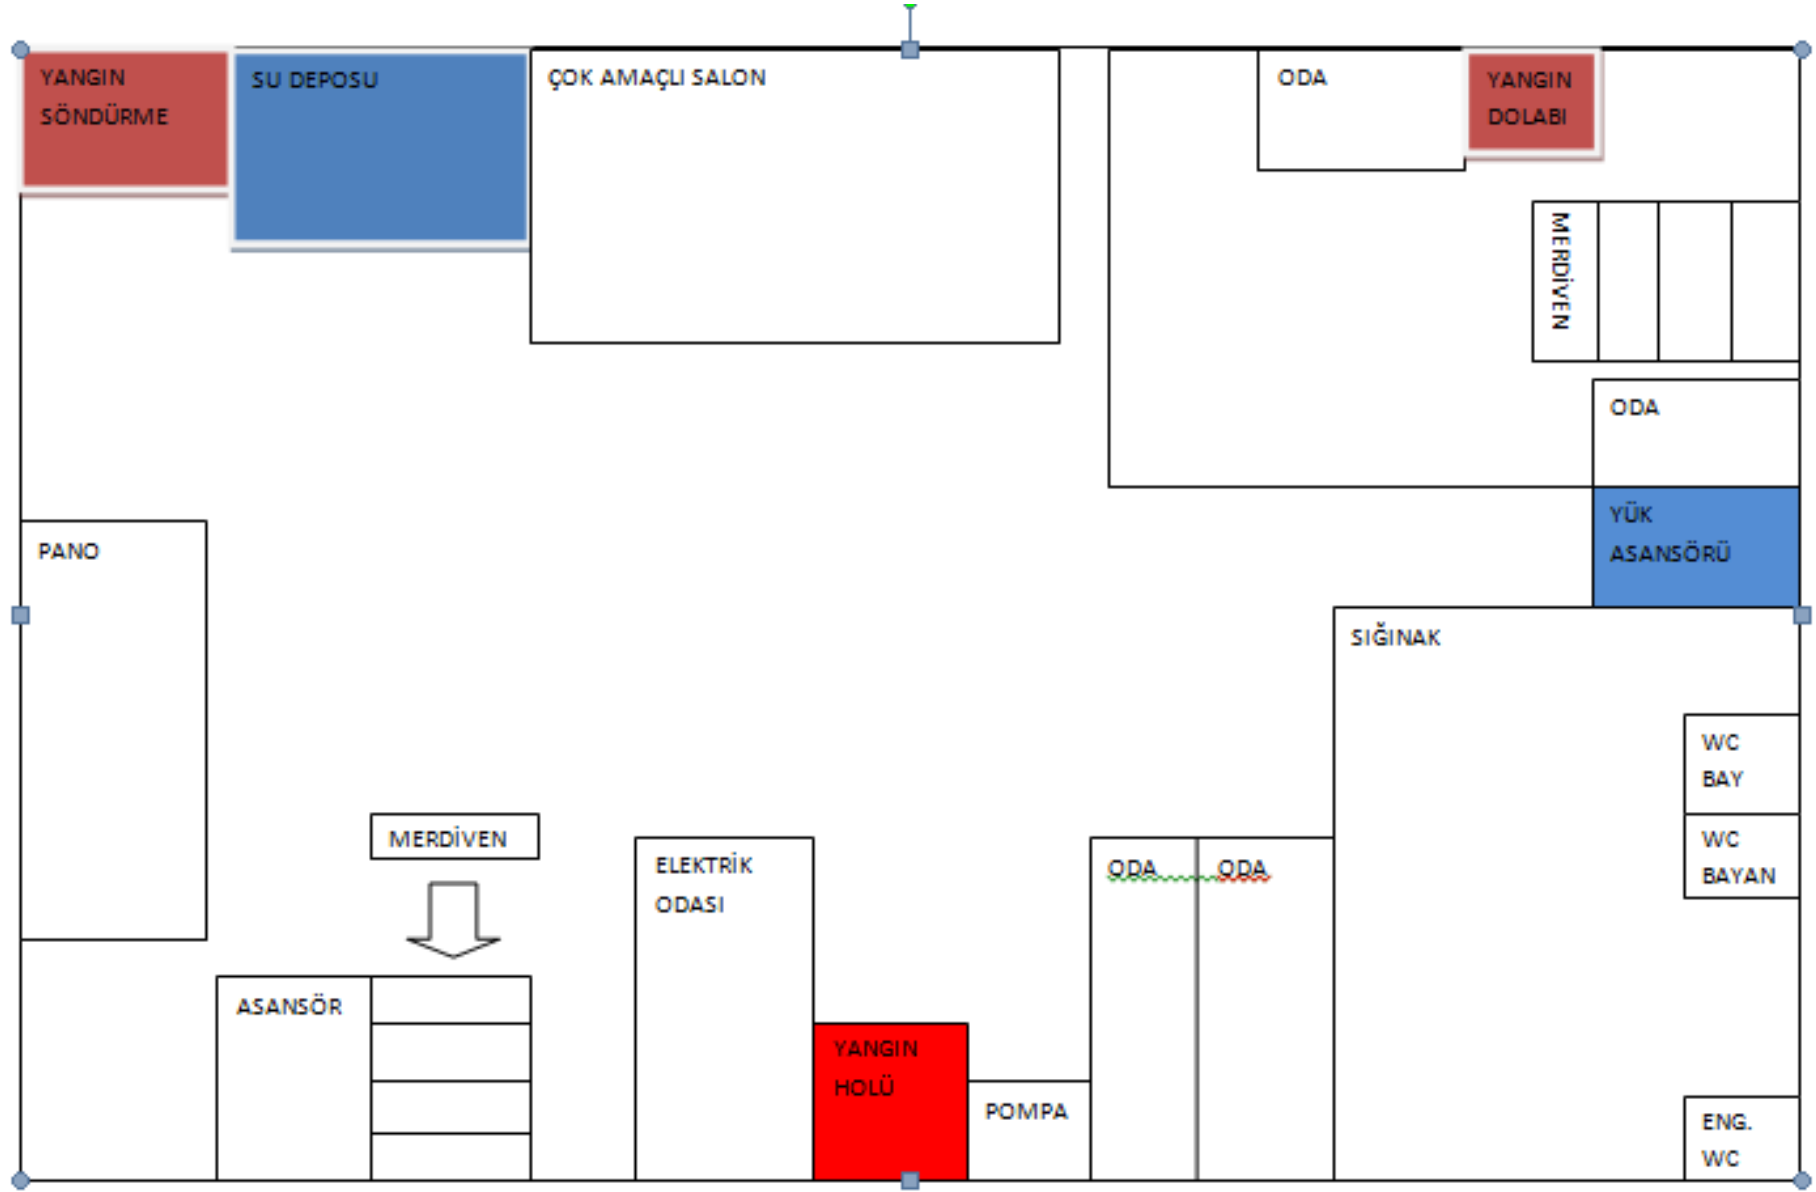 YANGIN
SÖNDÜRME
SU DEPOSU
ÇOK AMAÇLI SALON
ODA
YANGIN
DOLABI
MERDİVEN
ODA
YÜK
ASANSÖRÜ
PANO
SIĞINAK
WC
BAY
WC
BAYAN
MERDİVEN
ELEKTRİK
ODASI
ODA
ODA
ASANSÖR
YANGIN
HOLÜ
POMPA
ENG.
WC